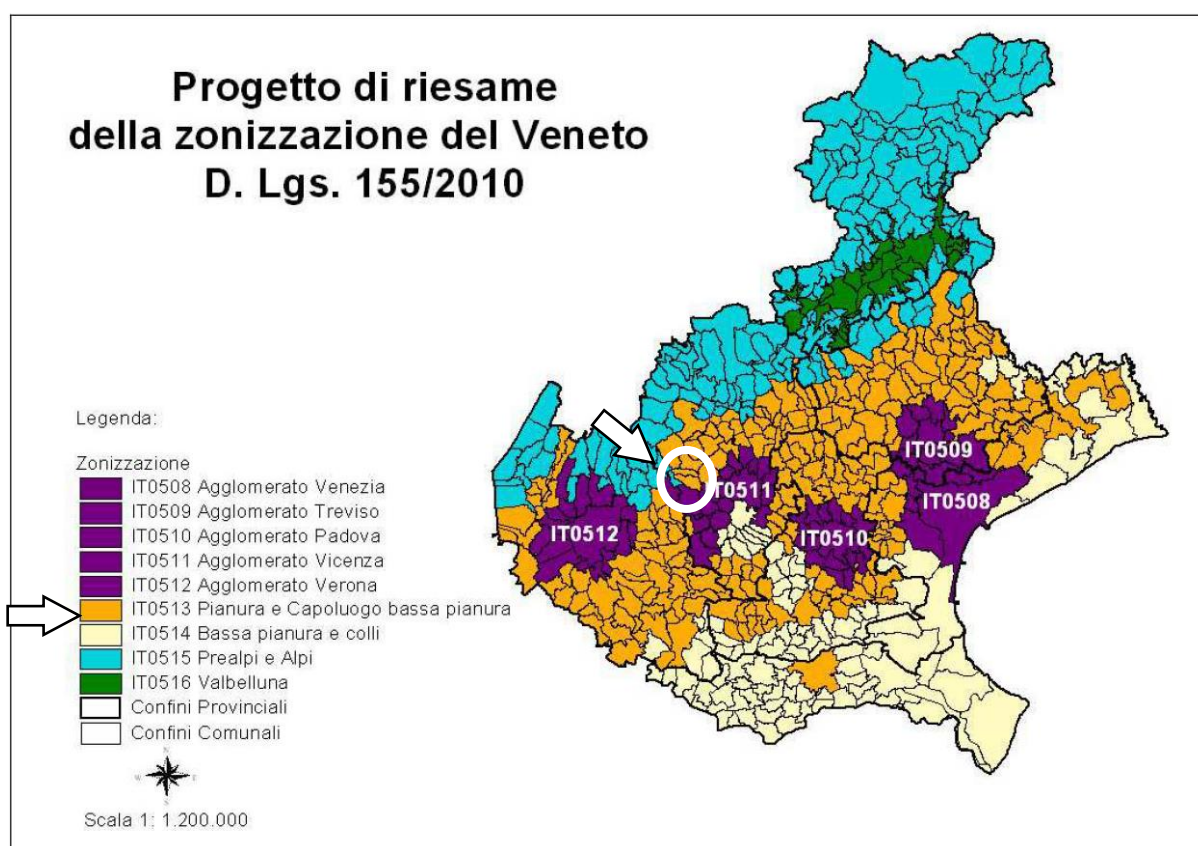 Progetto di riesame
della zonizzazione del Veneto
D. Lgs. 155/2010
Legenda:
Zonizzazione
IT0508 Agglomerato Venezia
IT0509 Agglomerato Treviso
IT0510 Agglomerato Padova
IT0511 Agglomerato Vicenza
IT0512 Agglomerato Verona
IT0513 Pianura e Capoluogo bassa pianura
IT0514 Bassa pianura e colli
IT0515 Prealpi e Alpi
IT0516 Valbelluna
Confini Provinciali
Confini Comunali
N
W
E
S
Scala 1: 1.200.000
IT0509
IT0511
IT0508
IT0512
IT0510